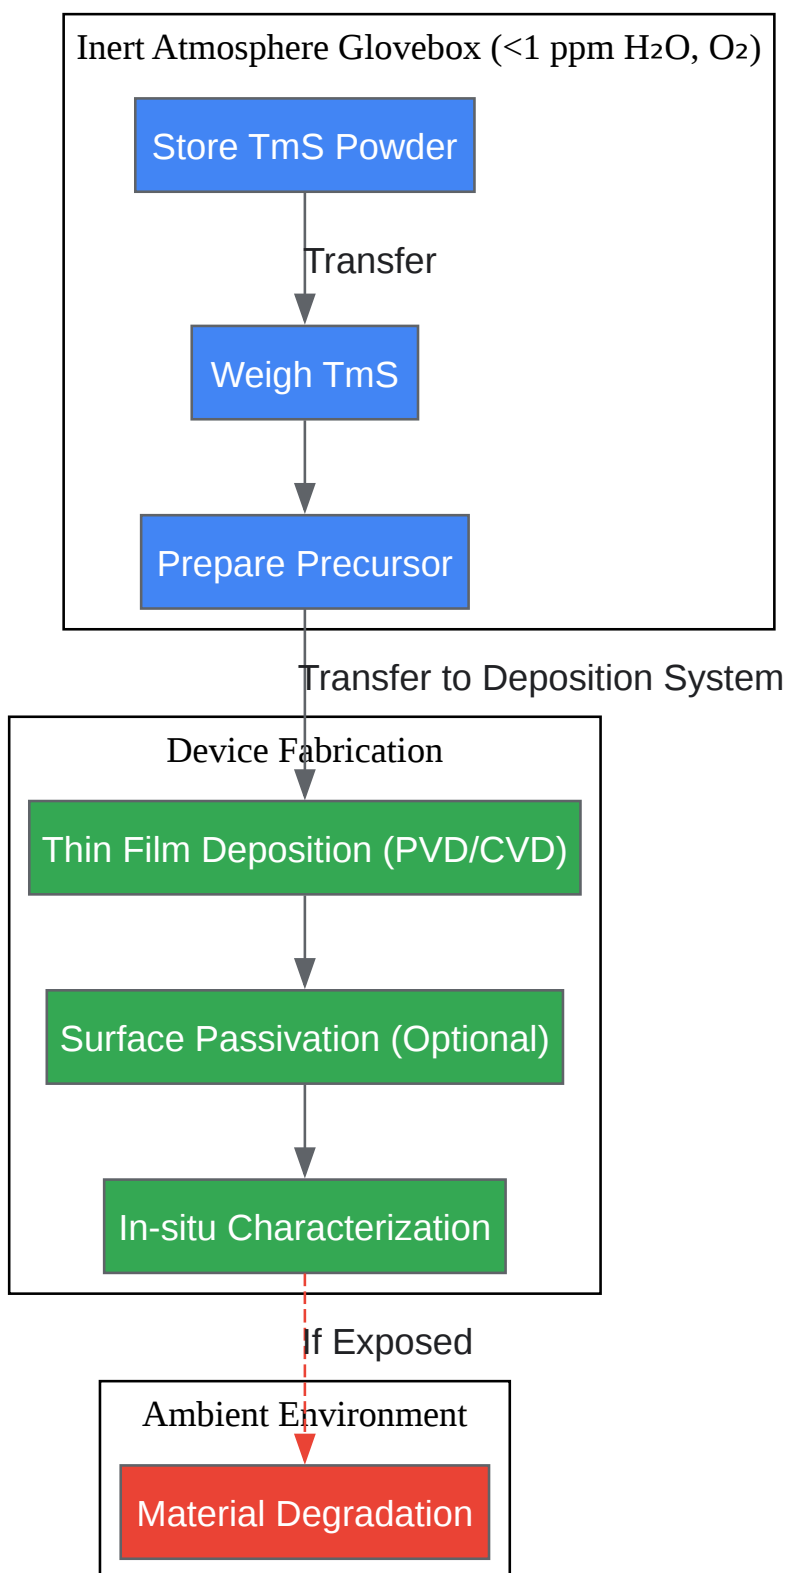 Inert Atmosphere Glovebox (<1 ppm H₂O, O₂)
Store TmS Powder
Transfer
Weigh TmS
Prepare Precursor
Transfer to Deposition System
Device Fabrication
Thin Film Deposition (PVD/CVD)
Surface Passivation (Optional)
In-situ Characterization
If Exposed
Ambient Environment
Material Degradation